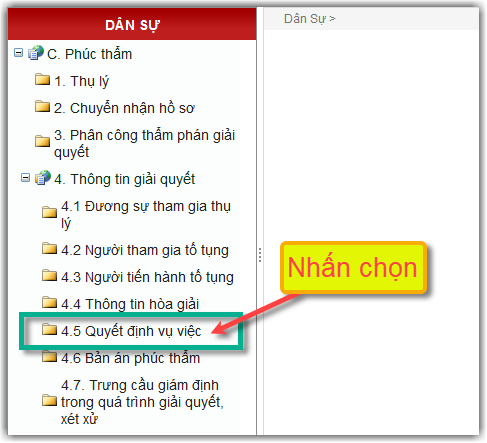 DÂN SỰ
Dân Sự >
C. Phúc thẩm
1. Thụ lý
2. Chuyển nhận hồ sơ
3. Phân công thẩm phán giải
quyết
4. Thông tin giải quyết
4.1 Đương sự tham gia thụ
lý
4.2 Người tham gia tố tụng
4.3 Người tiến hành tố tụng
4.4 Thông tin hòa giải
4.5 Quyết định vụ việc
4.6 Bản án phúc thẩm
4.7. Trưng cầu giám định
trong quá trình giải quyết,
xét xử
Nhấn chọn